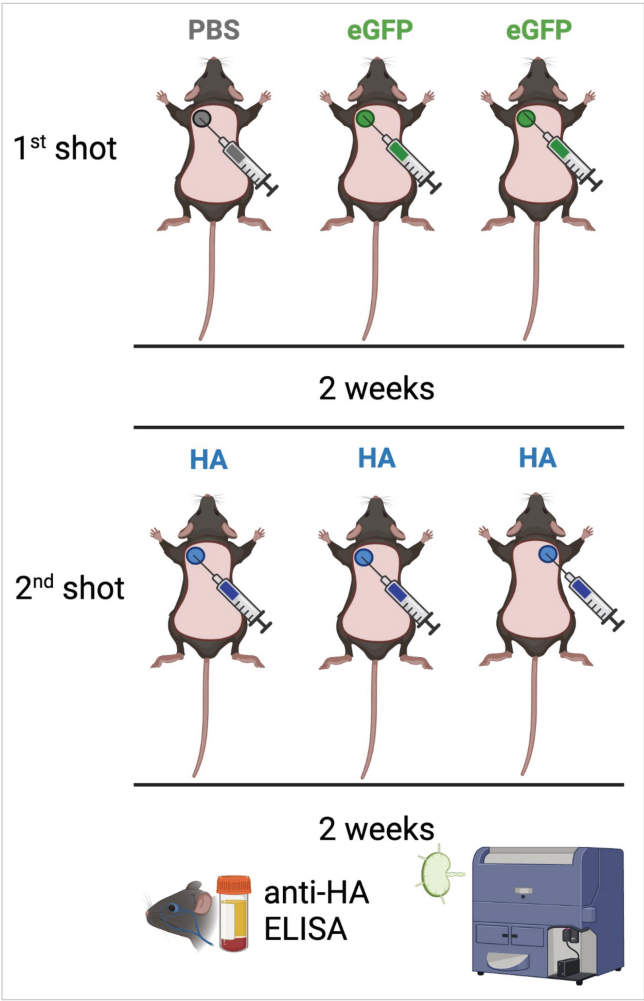 PBS eGFP eGFP
1st shot
2 weeks
HA HA HA
2nd shot
2 weeks
anti-HA
ELISA